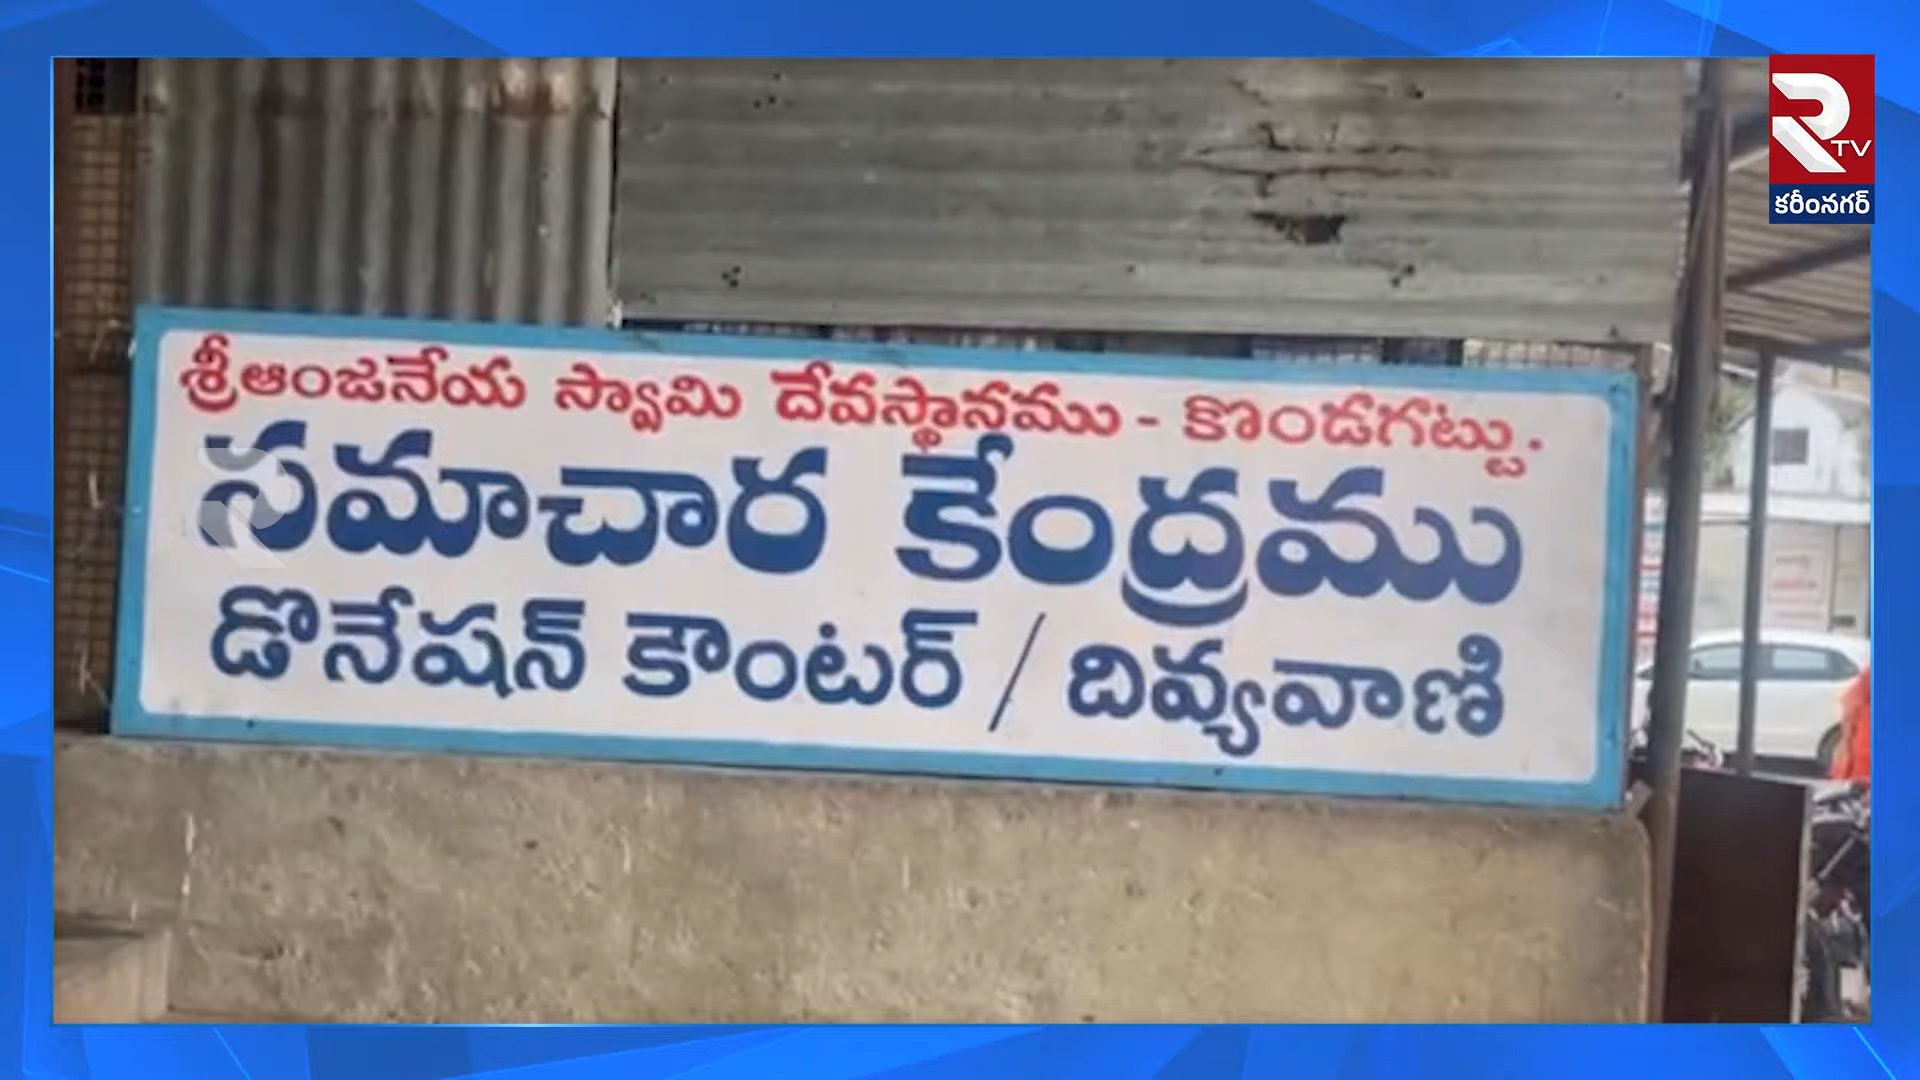 RTV
కరీంనగర్
శ్రీఆంజనేయ స్వామి దేవస్థానము - కొండగట్టు.
సమాచార కేంద్రము
డొనేషన్ కౌంటర్ / దివ్యవాణి